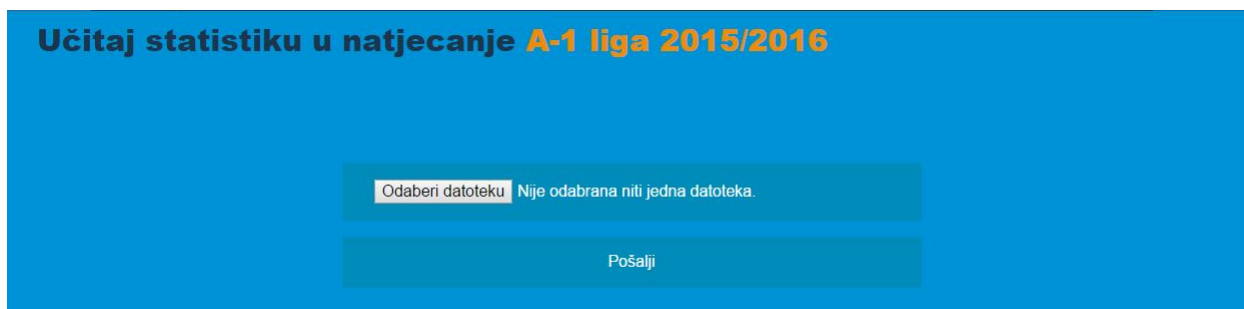 Učitaj statistiku u natjecanje A-1 liga 2015/2016
Odaberi datoteku Nije odabrana niti jedna datoteka.
Pošalji